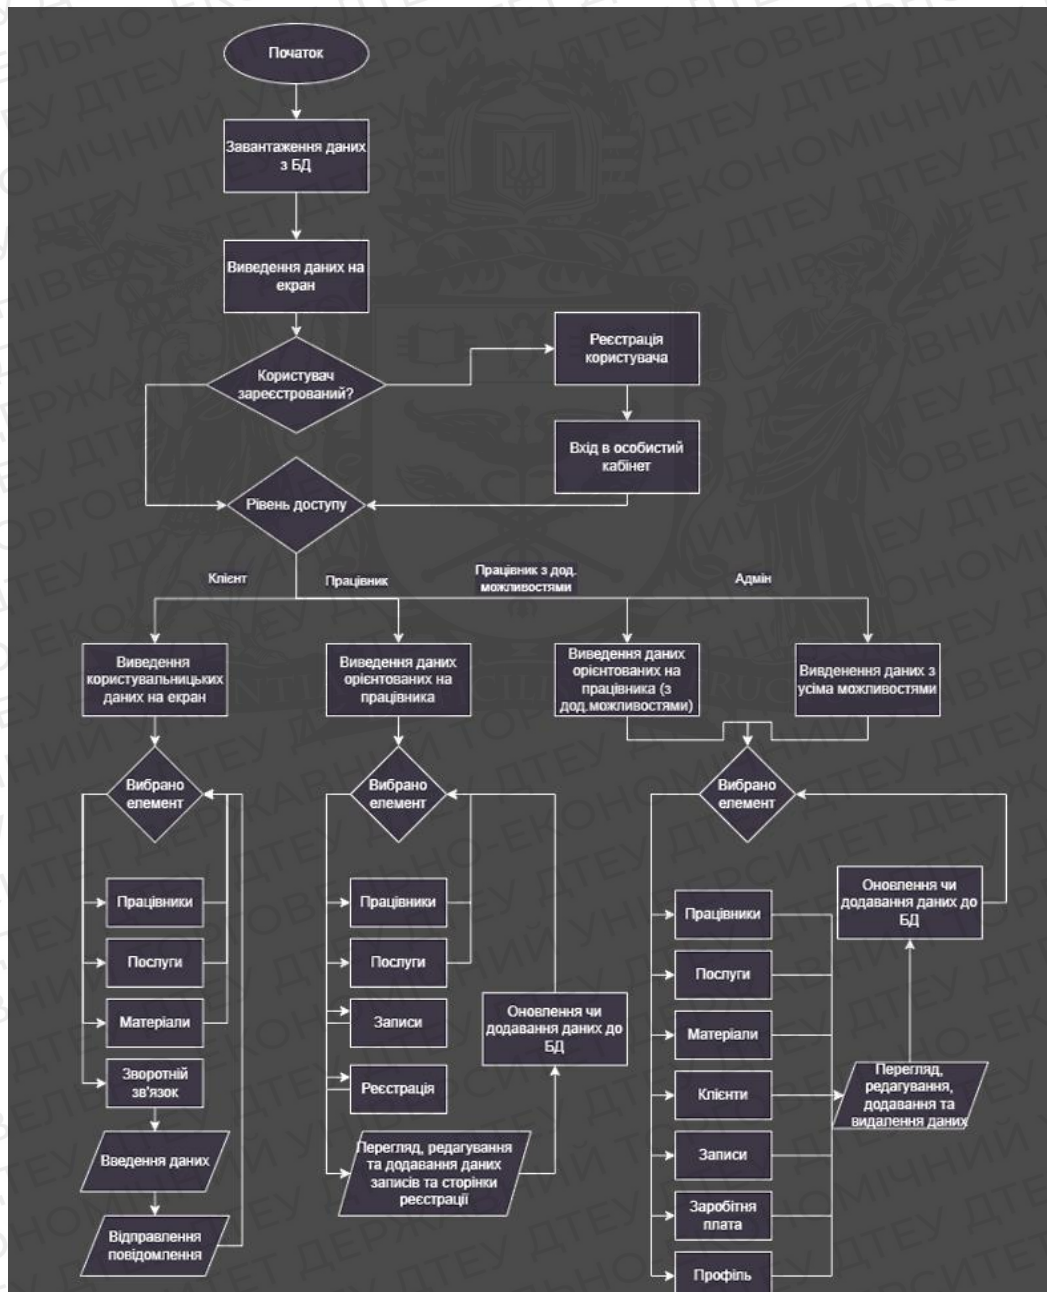 Початок
Завантаження даних
з БД
Виведення даних на
екран
Користувач
зареєстрований?
Реєстрація
користувача
Вхід в особистий
кабінет
Рівень доступу
Клієнт
Працівник
Працівник з дод.
можливостями
Адмін
Виведення
користувальницьких
даних на екран
Виведення даних
орієнтованих на
працівника
Виведення даних
орієнтованих на
працівника (з
дод.можливостями)
Вивденення даних з
усіма можливостями
Вибрано
елемент
Працівники
Послуги
Матеріали
Зворотній
зв'язок
Введення даних
Відправлення
повідомлення
Вибрано
елемент
Працівники
Послуги
Записи
Реєстрація
Перегляд, редагування
та додавання даних
записів та сторінки
реєстрації
Оновлення чи
додавання даних до
БД
Вибрано
елемент
Працівники
Послуги
Матеріали
Клієнти
Записи
Заробітня
плата
Профіль
Перегляд,
редагування,
додавання та
видалення даних
Оновлення чи
додавання даних до
БД